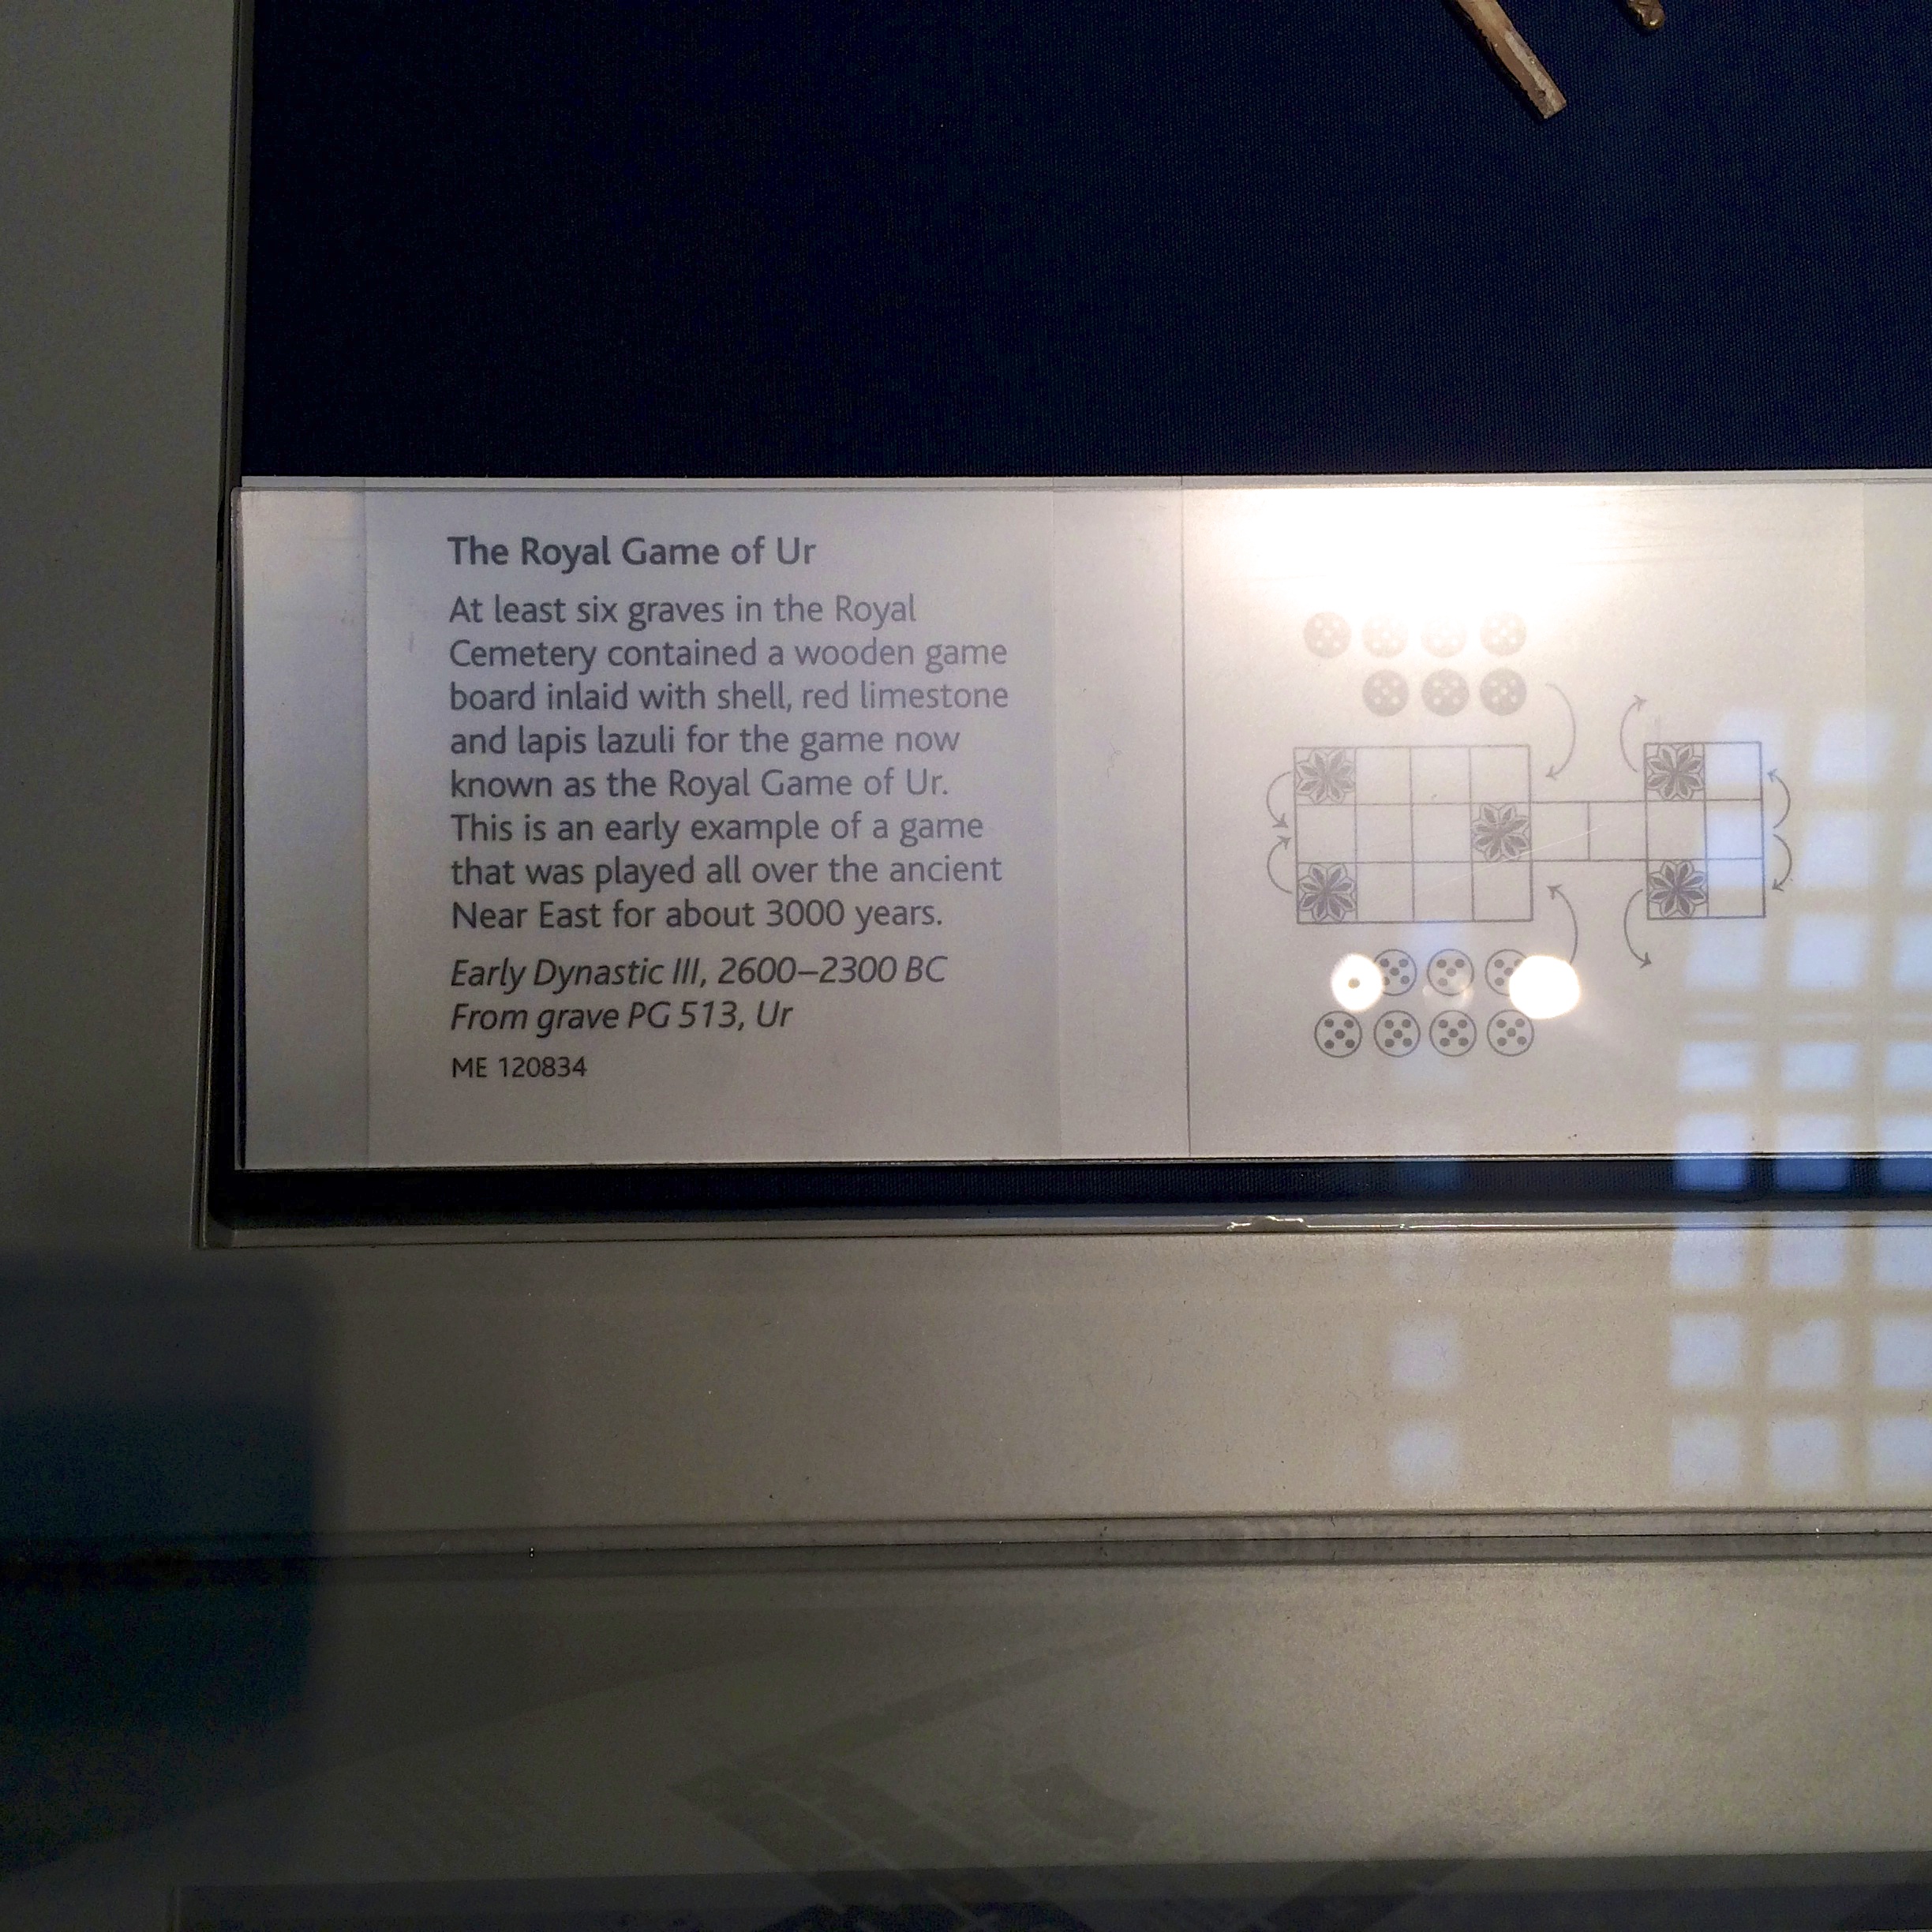 The Royal Game of Ur
At least six graves in the Royal
Cemetery contained a wooden game
board inlaid with shell, red limestone
and lapis lazuli for the game now
known as the Royal Game of Ur.
This is an early example of a game
that was played all over the ancient
Near East for about 3000 years.
Early Dynastic III, 2600–2300 BC
From grave PG 513, Ur
ME 120834